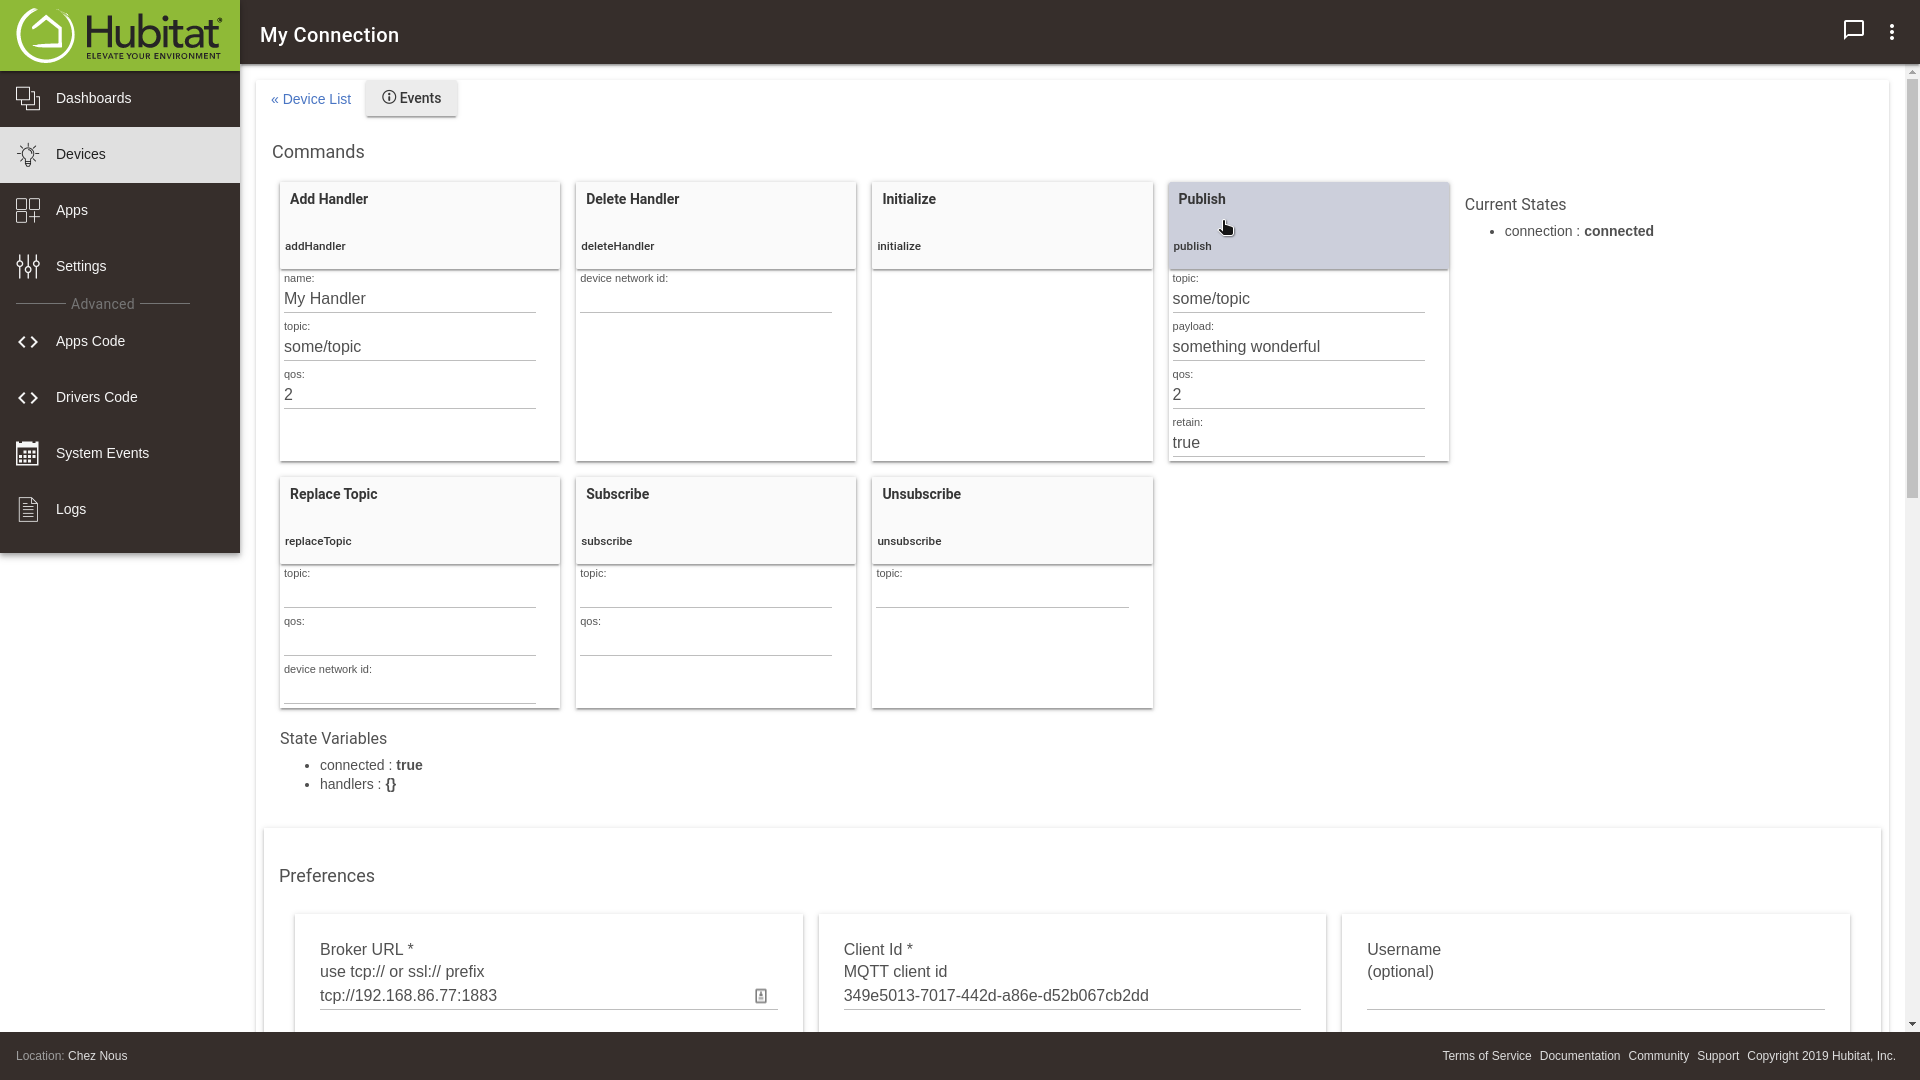 Hubitat
ELEVATE YOUR ENVIRONMENT
My Connection
Dashboards
Devices
Apps
Settings
Advanced
Apps Code
Drivers Code
System Events
Logs
« Device List
Events
Commands
Add Handler
addHandler
name:
My Handler
topic:
some/topic
qos:
2
Delete Handler
deleteHandler
device network id:
Initialize
initialize
Publish
publish
topic:
some/topic
payload:
something wonderful
qos:
2
retain:
true
Current States
connection : connected
Replace Topic
replaceTopic
topic:
qos:
device network id:
Subscribe
subscribe
topic:
qos:
Unsubscribe
unsubscribe
topic:
State Variables
connected : true
handlers : {}
Preferences
Broker URL *
use tcp:// or ssl:// prefix
tcp://192.168.86.77:1883
Client Id *
MQTT client id
349e5013-7017-442d-a86e-d52b067cb2dd
Username
(optional)
Location: Chez Nous
Terms of Service Documentation Community Support Copyright 2019 Hubitat, Inc.